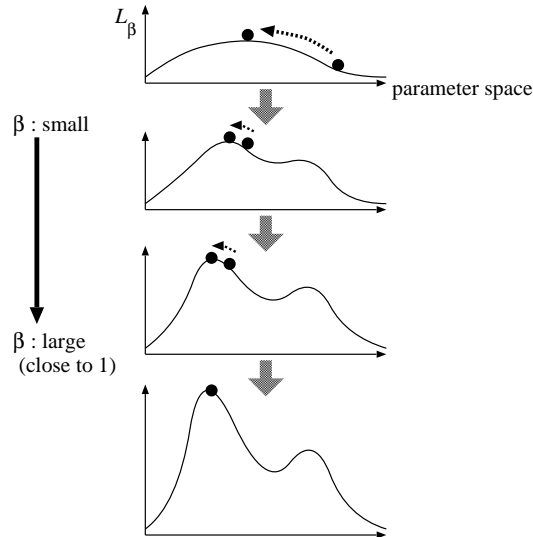 L_β
parameter space
β : small
β : large
(close to 1)